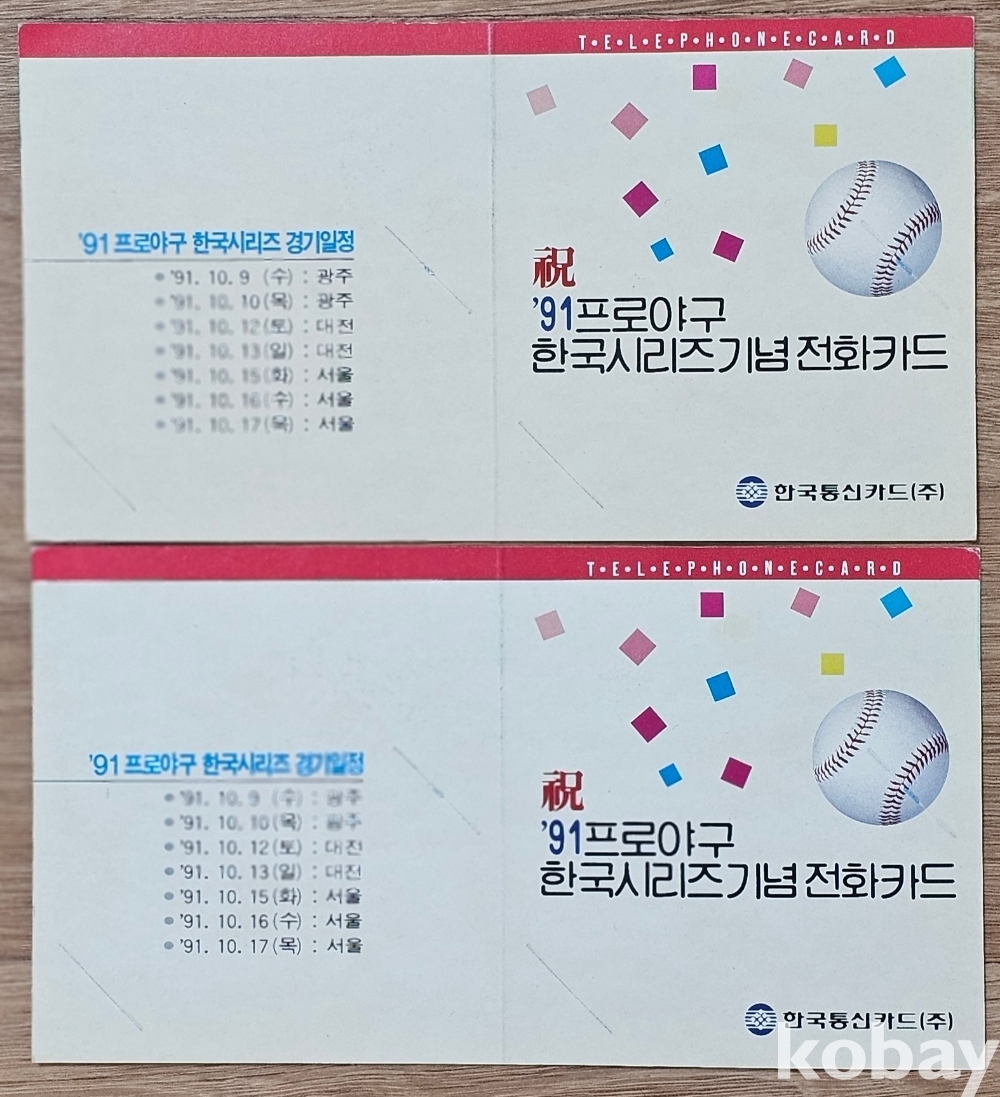 T•E•L•E•P•H•O•N•E•C•A•R•D
'91 프로야구 한국시리즈 경기일정
• '91. 10. 9 (수) : 광주
• '91. 10. 10 (목) : 광주
• '91. 10. 12 (토) : 대전
• '91. 10. 13 (일) : 대전
• '91. 10. 15 (화) : 서울
• '91. 10. 16 (수) : 서울
• '91. 10. 17 (목) : 서울
祝
'91프로야구
한국시리즈기념전화카드
한국통신카드(주)
T•E•L•E•P•H•O•N•E•C•A•R•D
'91 프로야구 한국시리즈 경기일정
• '91. 10. 9 (수) : 광주
• '91. 10. 10 (목) : 광주
• '91. 10. 12 (토) : 대전
• '91. 10. 13 (일) : 대전
• '91. 10. 15 (화) : 서울
• '91. 10. 16 (수) : 서울
• '91. 10. 17 (목) : 서울
祝
'91프로야구
한국시리즈기념전화카드
한국통신카드(주)
kobay